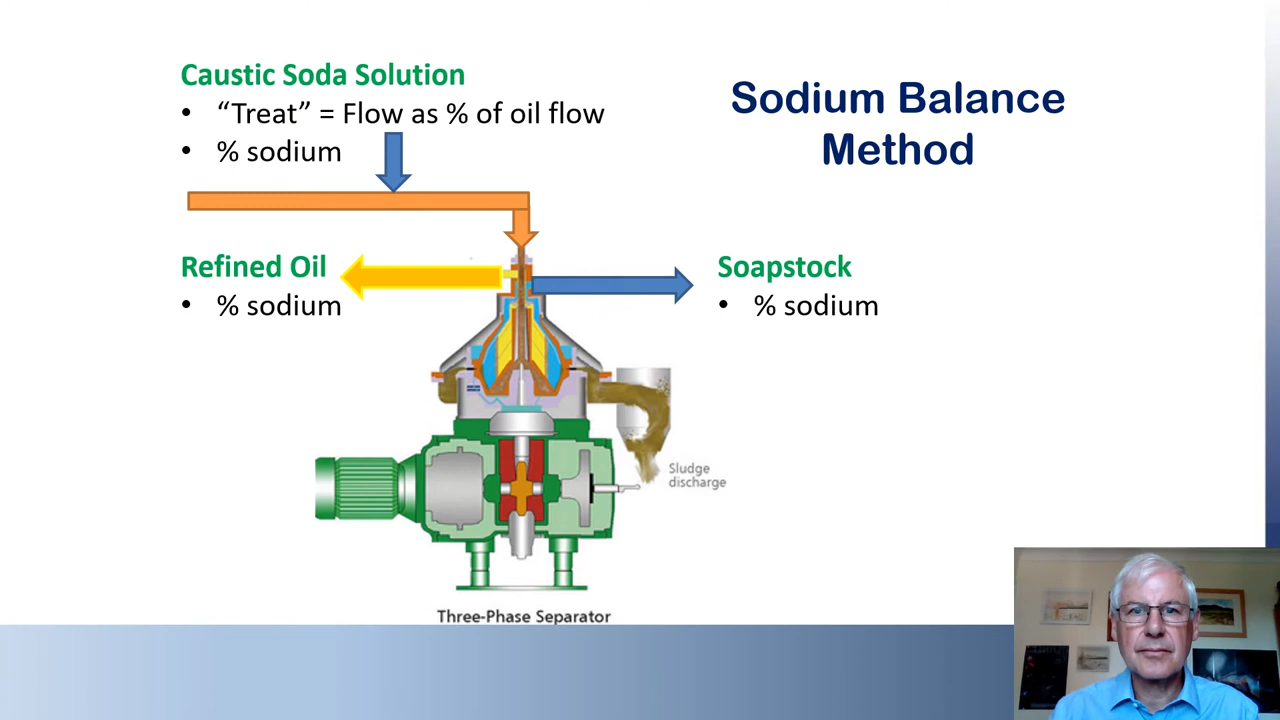 Caustic Soda Solution
• “Treat” = Flow as % of oil flow
• % sodium
Sodium Balance
Method
Refined Oil
• % sodium
Soapstock
• % sodium
Sludge
discharge
Three-Phase Separator